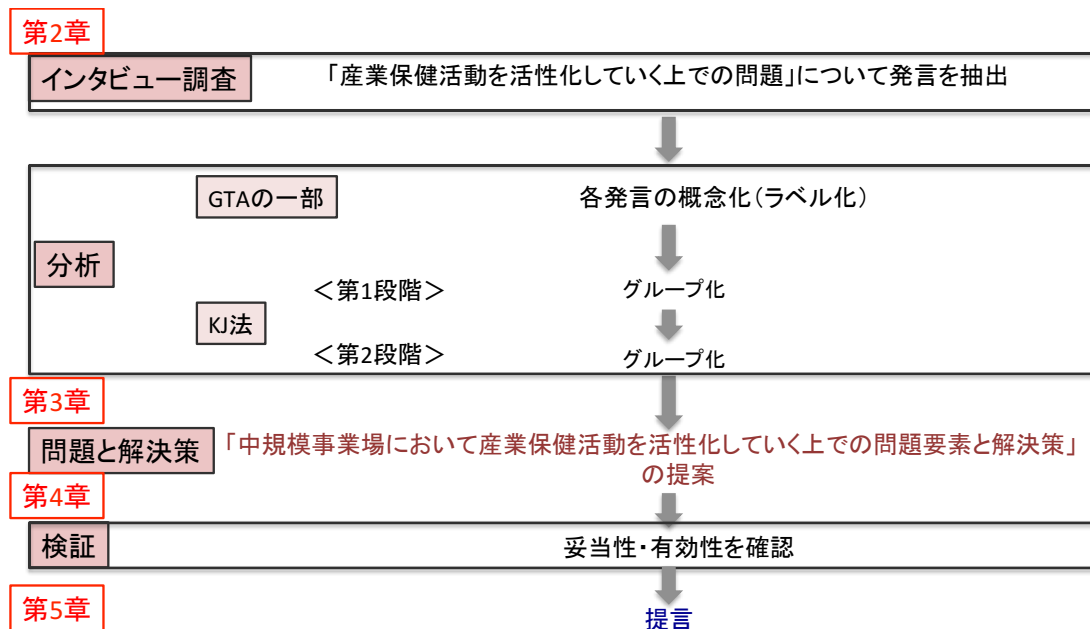 第2章
インタビュー調査
「産業保健活動を活性化していく上での問題」について発言を抽出
GTAの一部
各発言の概念化(ラベル化)
分析
<第1段階>
グループ化
KJ法
<第2段階>
グループ化
第3章
問題と解決策
「中規模事業場において産業保健活動を活性化していく上での問題要素と解決策」
の提案
第4章
検証
妥当性・有効性を確認
第5章
提言